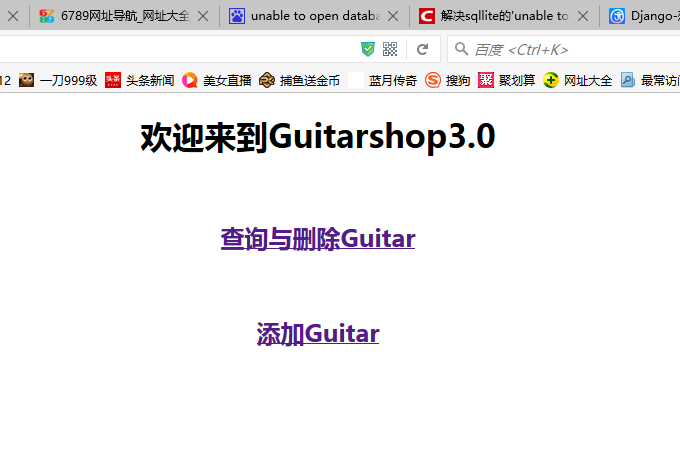 6789网址导航_网址大全
unable to open databa
解决sqllite的'unable to
Django-
百度 <Ctrl+K>
12 一刀999级 头条新闻 美女直播 捕鱼送金币 蓝月传奇 搜狗 聚划算 网址大全 最常访问
欢迎来到Guitarshop3.0
查询与删除Guitar
添加Guitar